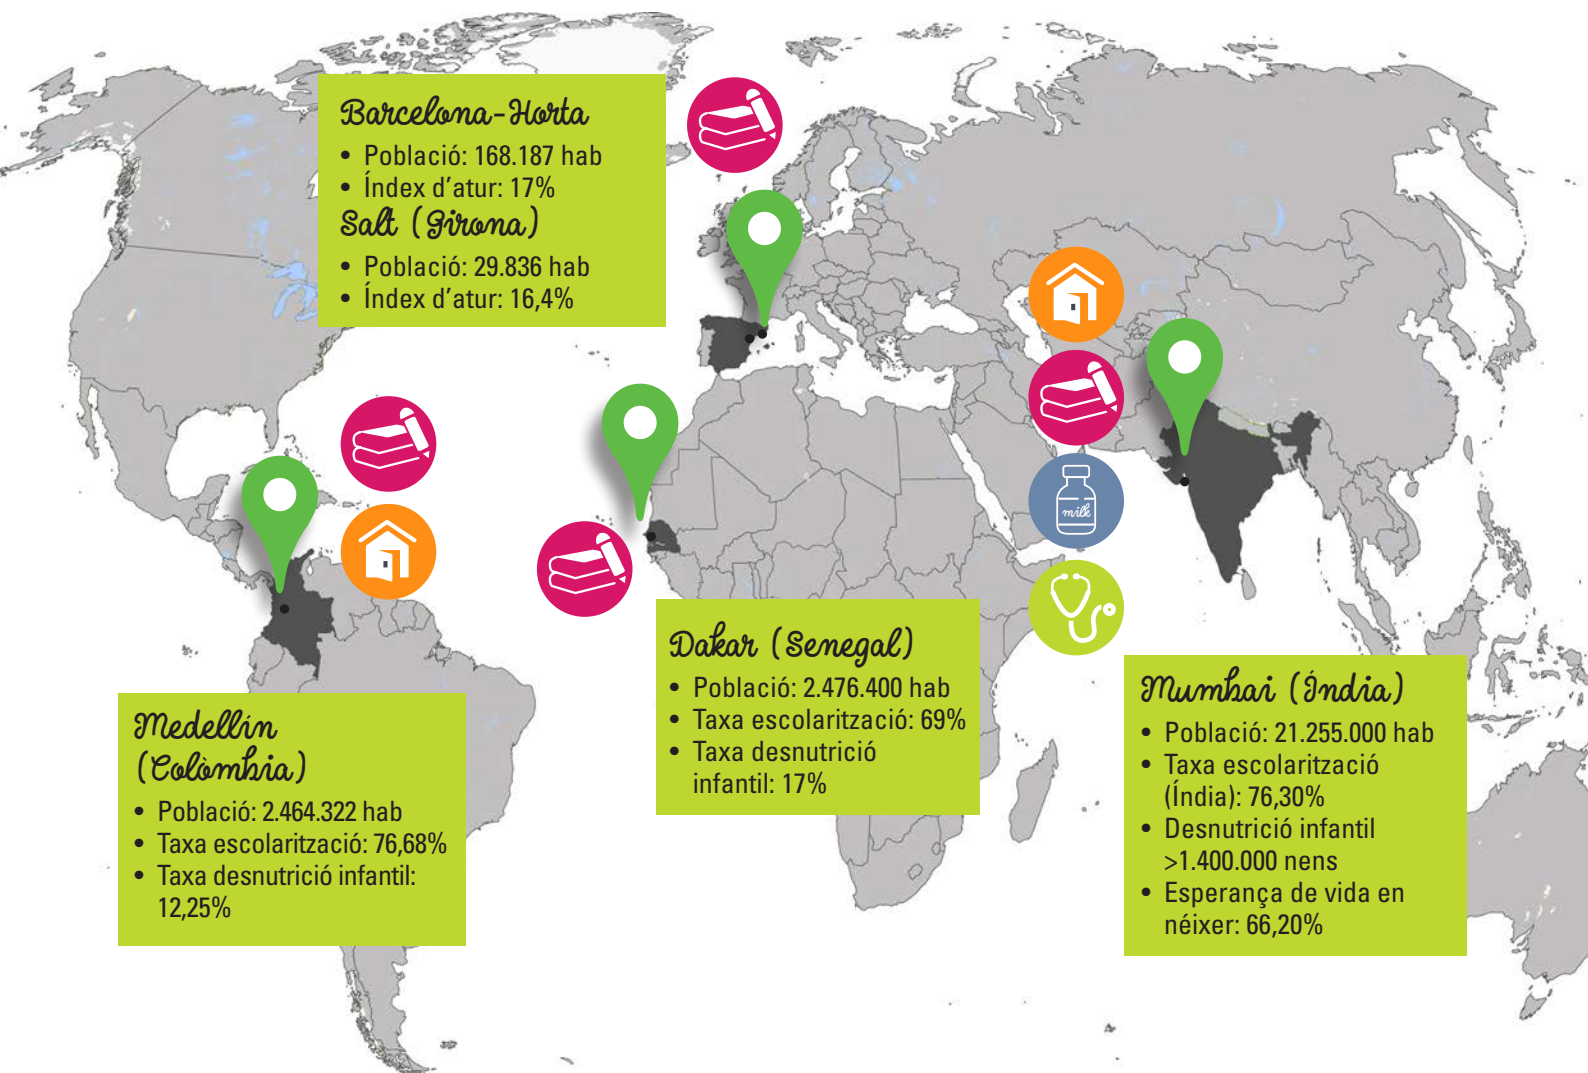 Barcelona-Horta
• Població: 168.187 hab
• Índex d’atur: 17%
Salt (Girona)
• Població: 29.836 hab
• Índex d’atur: 16,4%
milk
Medellín
(Colòmbia)
• Població: 2.464.322 hab
• Taxa escolarització: 76,68%
• Taxa desnutrició infantil:
12,25%
Dakar (Senegal)
• Població: 2.476.400 hab
• Taxa escolarització: 69%
• Taxa desnutrició
infantil: 17%
Mumbai (Índia)
• Població: 21.255.000 hab
• Taxa escolarització
(Índia): 76,30%
• Desnutrició infantil
>1.400.000 nens
• Esperança de vida en
néixer: 66,20%